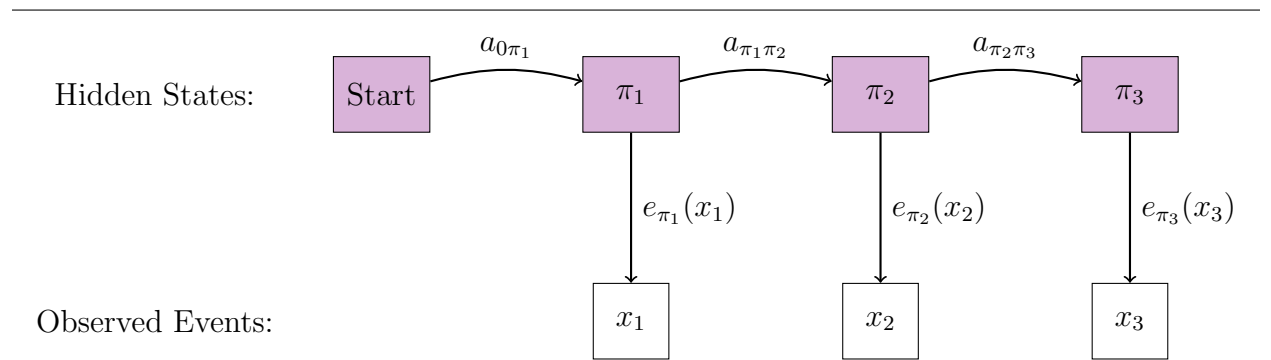 a_{0π_1} a_{π_1π_2} a_{π_2π_3}
Hidden States: Start π_1 π_2 π_3
e_{π_1}(x_1) e_{π_2}(x_2) e_{π_3}(x_3)
Observed Events: x_1 x_2 x_3